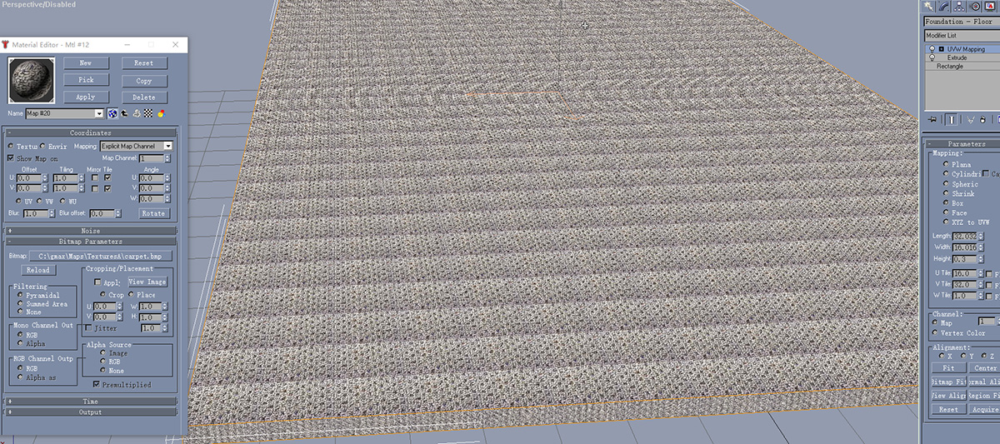 Perspective/Disabled
Material Editor - Mtl #12
New
Reset
Pick
Copy
Apply
Delete
Name
Map #20
Coordinates
Textus
Envir
Mapping:
Explicit Map Channel
Show Map on
Map Channel:
1
Offset
Tiling
Mirror Tile
Angle
U:
0.0
1.0
U:
0.0
V:
0.0
1.0
V:
0.0
W:
0.0
UV
VW
WU
Blur:
1.0
Blur offset:
0.0
Rotate
+
Noise
-
Bitmap Parameters
Bitmap:
C:\gmax\Maps\TexturesA\carpet.bmp
Reload
Cropping/Placement
Apply
View Image
Filtering
Pyramidal
Summed Area
None
Crop
Place
U:
0.0
W:
1.0
V:
0.0
H:
1.0
Jitter
1.0
Mono Channel Out
RGB
Alpha
Alpha Source
Image
RGB
None
RGB Channel Outp
RGB
Alpha as
Premultiplied
+
Time
+
Output
Foundation - Floor
Modifier List
UVW Mapping
Extrude
Rectangle
-
Parameters
Mapping:
Plana
Cylindri
Ca
Spheric
Shrink
Box
Face
XYZ to UVW
Length:
32.032
Width:
16.016
Height:
0.3
U Tile:
16.0
V Tile:
32.0
W Tile:
1.0
Channel:
Map
1
Vertex Color
Alignment:
X
Y
Z
Fit
Center
Bitmap Fi
ormal Ali
View Align
Region Fi
Reset
Acquire